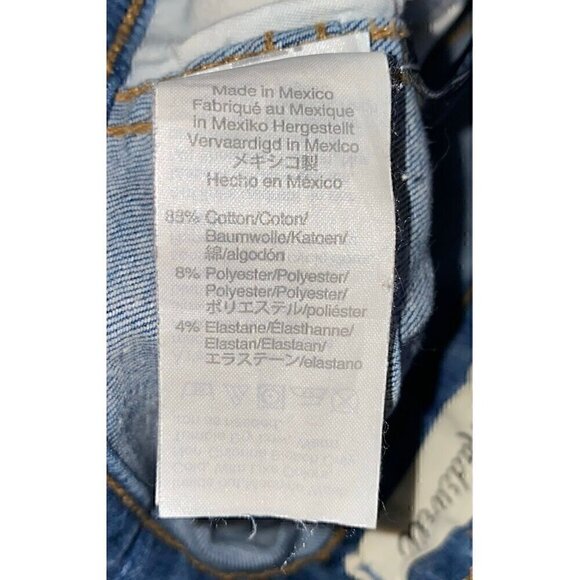 Made in Mexico
Fabriqué au Mexique
in Mexiko Hergestellt
Vervaardigd in Mexico
メキシコ製
Hecho en México
88% Cotton/Coton/
Baumwolle/Katoen/
綿/algodón
8% Polyester/Polyester/
Polyester/Polyester/
ポリエステル/poliéster
4% Elastane/Élasthanne/
Elastan/Elastaan/
エラステーン/elastano